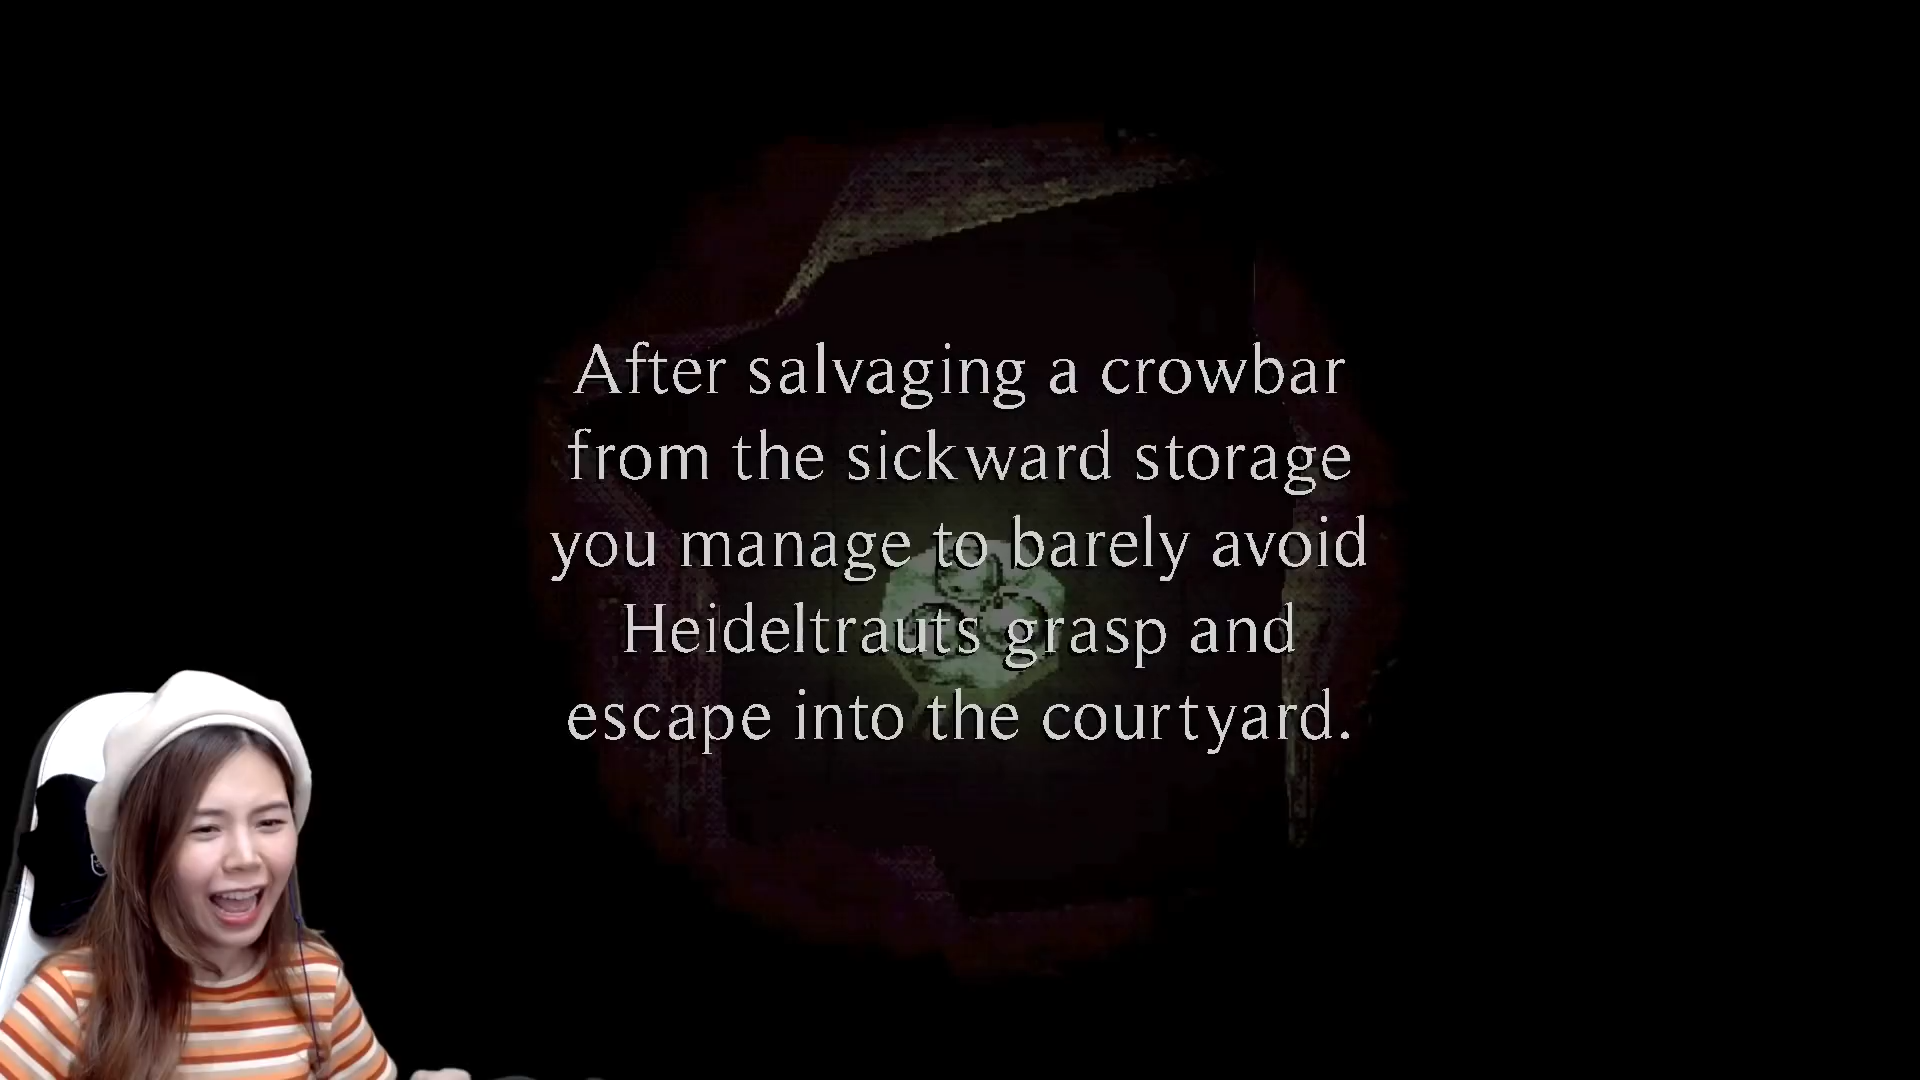 After salvaging a crowbar
from the sickward storage
you manage to barely avoid
Heideltrauts grasp and
escape into the courtyard.